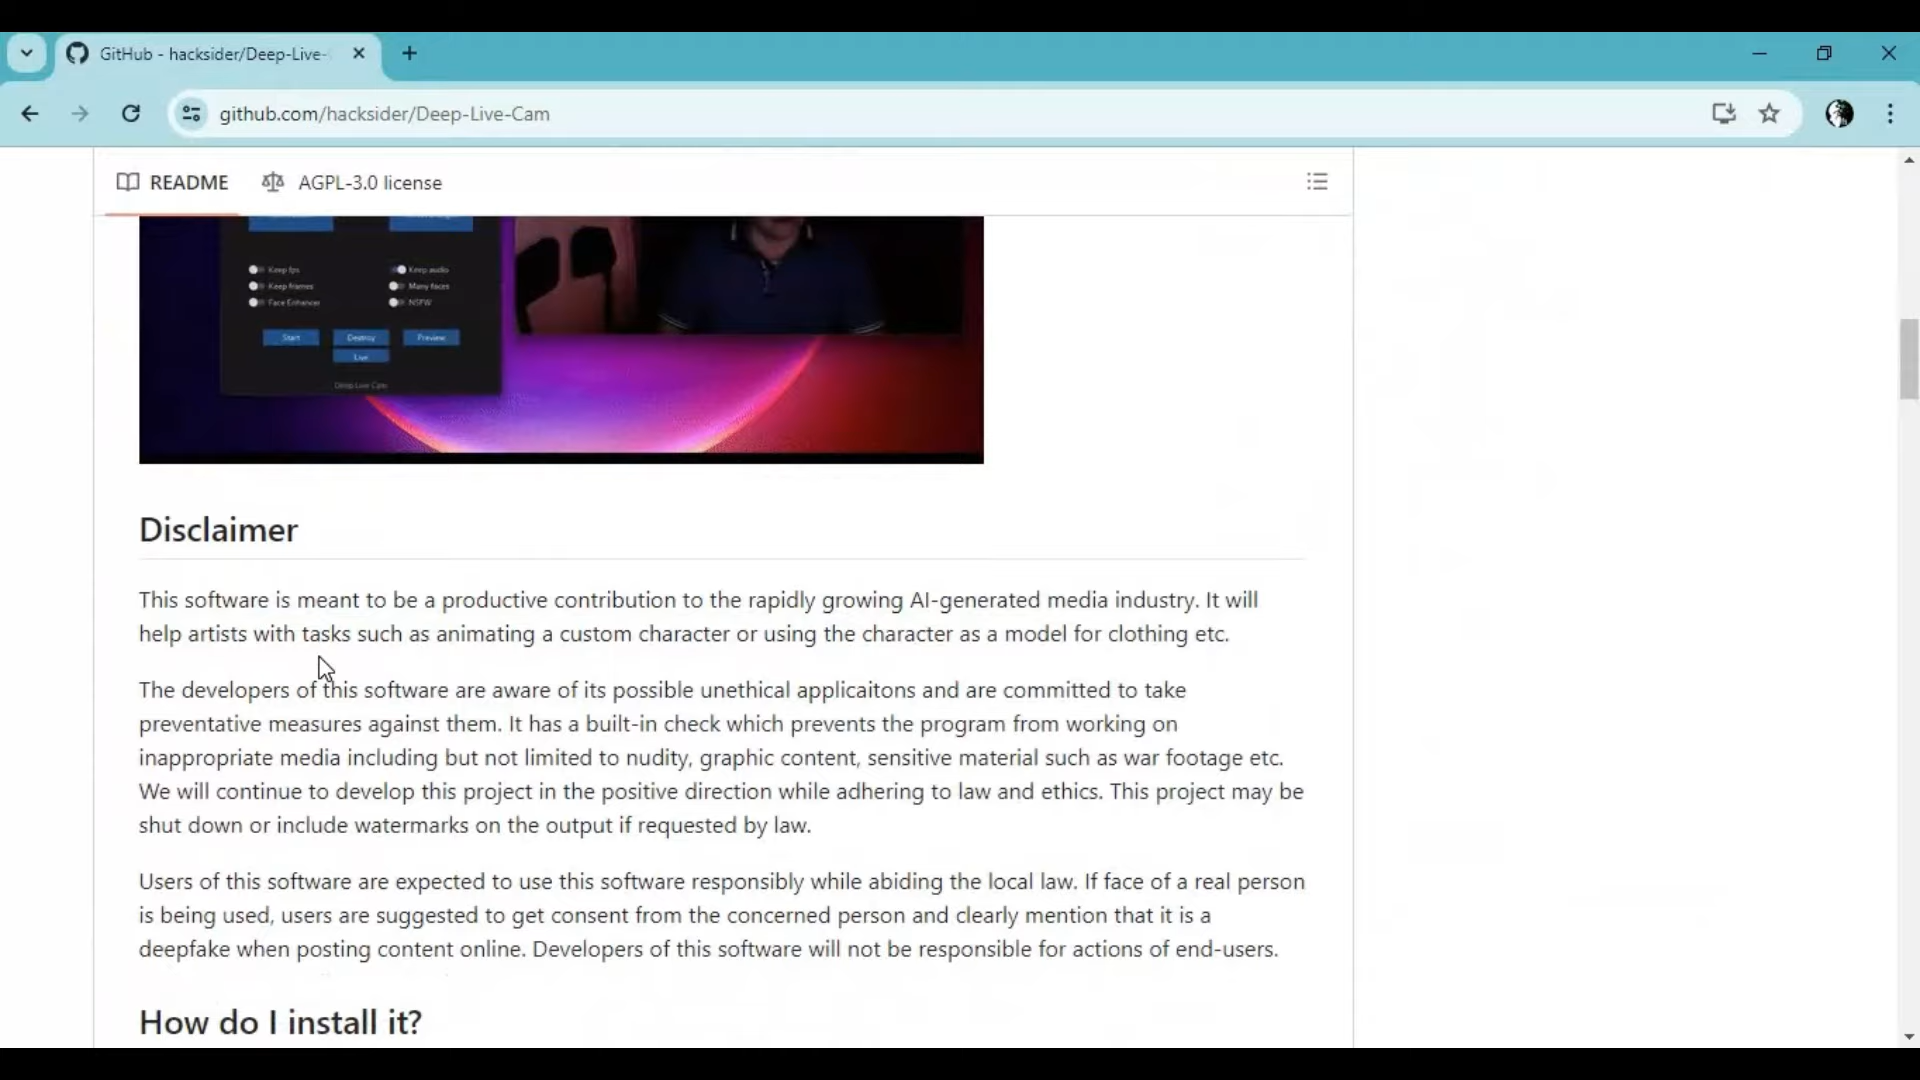 GitHub - hacksider/Deep-Live-
github.com/hacksider/Deep-Live-Cam
README
AGPL-3.0 license
Keep fps
Keep audio
Keep frames
Many faces
Face Enhancer
NSFW
Start
Destroy
Preview
Live
Deep Live Cam
Disclaimer
This software is meant to be a productive contribution to the rapidly growing AI-generated media industry. It will
help artists with tasks such as animating a custom character or using the character as a model for clothing etc.
The developers of this software are aware of its possible unethical applicaitons and are committed to take
preventative measures against them. It has a built-in check which prevents the program from working on
inappropriate media including but not limited to nudity, graphic content, sensitive material such as war footage etc.
We will continue to develop this project in the positive direction while adhering to law and ethics. This project may be
shut down or include watermarks on the output if requested by law.
Users of this software are expected to use this software responsibly while abiding the local law. If face of a real person
is being used, users are suggested to get consent from the concerned person and clearly mention that it is a
deepfake when posting content online. Developers of this software will not be responsible for actions of end-users.
How do I install it?